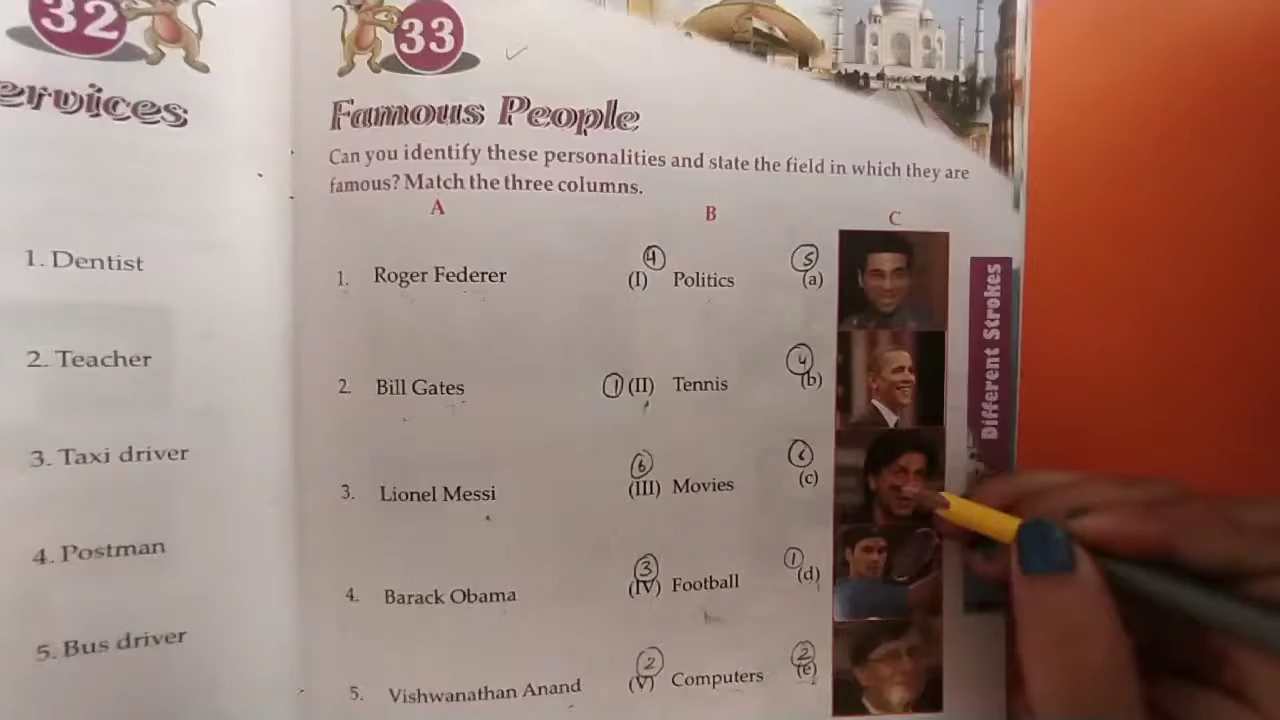 32
ervices
1. Dentist
2. Teacher
3. Taxi driver
4. Postman
5. Bus driver
33
Famous People
Can you identify these personalities and state the field in which they are
famous? Match the three columns.
A B C
1. Roger Federer 4 (I) Politics 5 (a)
2. Bill Gates 1 (II) Tennis 4 (b)
3. Lionel Messi 6 (III) Movies 6 (c)
4. Barack Obama 3 (IV) Football 1 (d)
5. Vishwanathan Anand 2 (V) Computers 2 (e)
Different Strokes